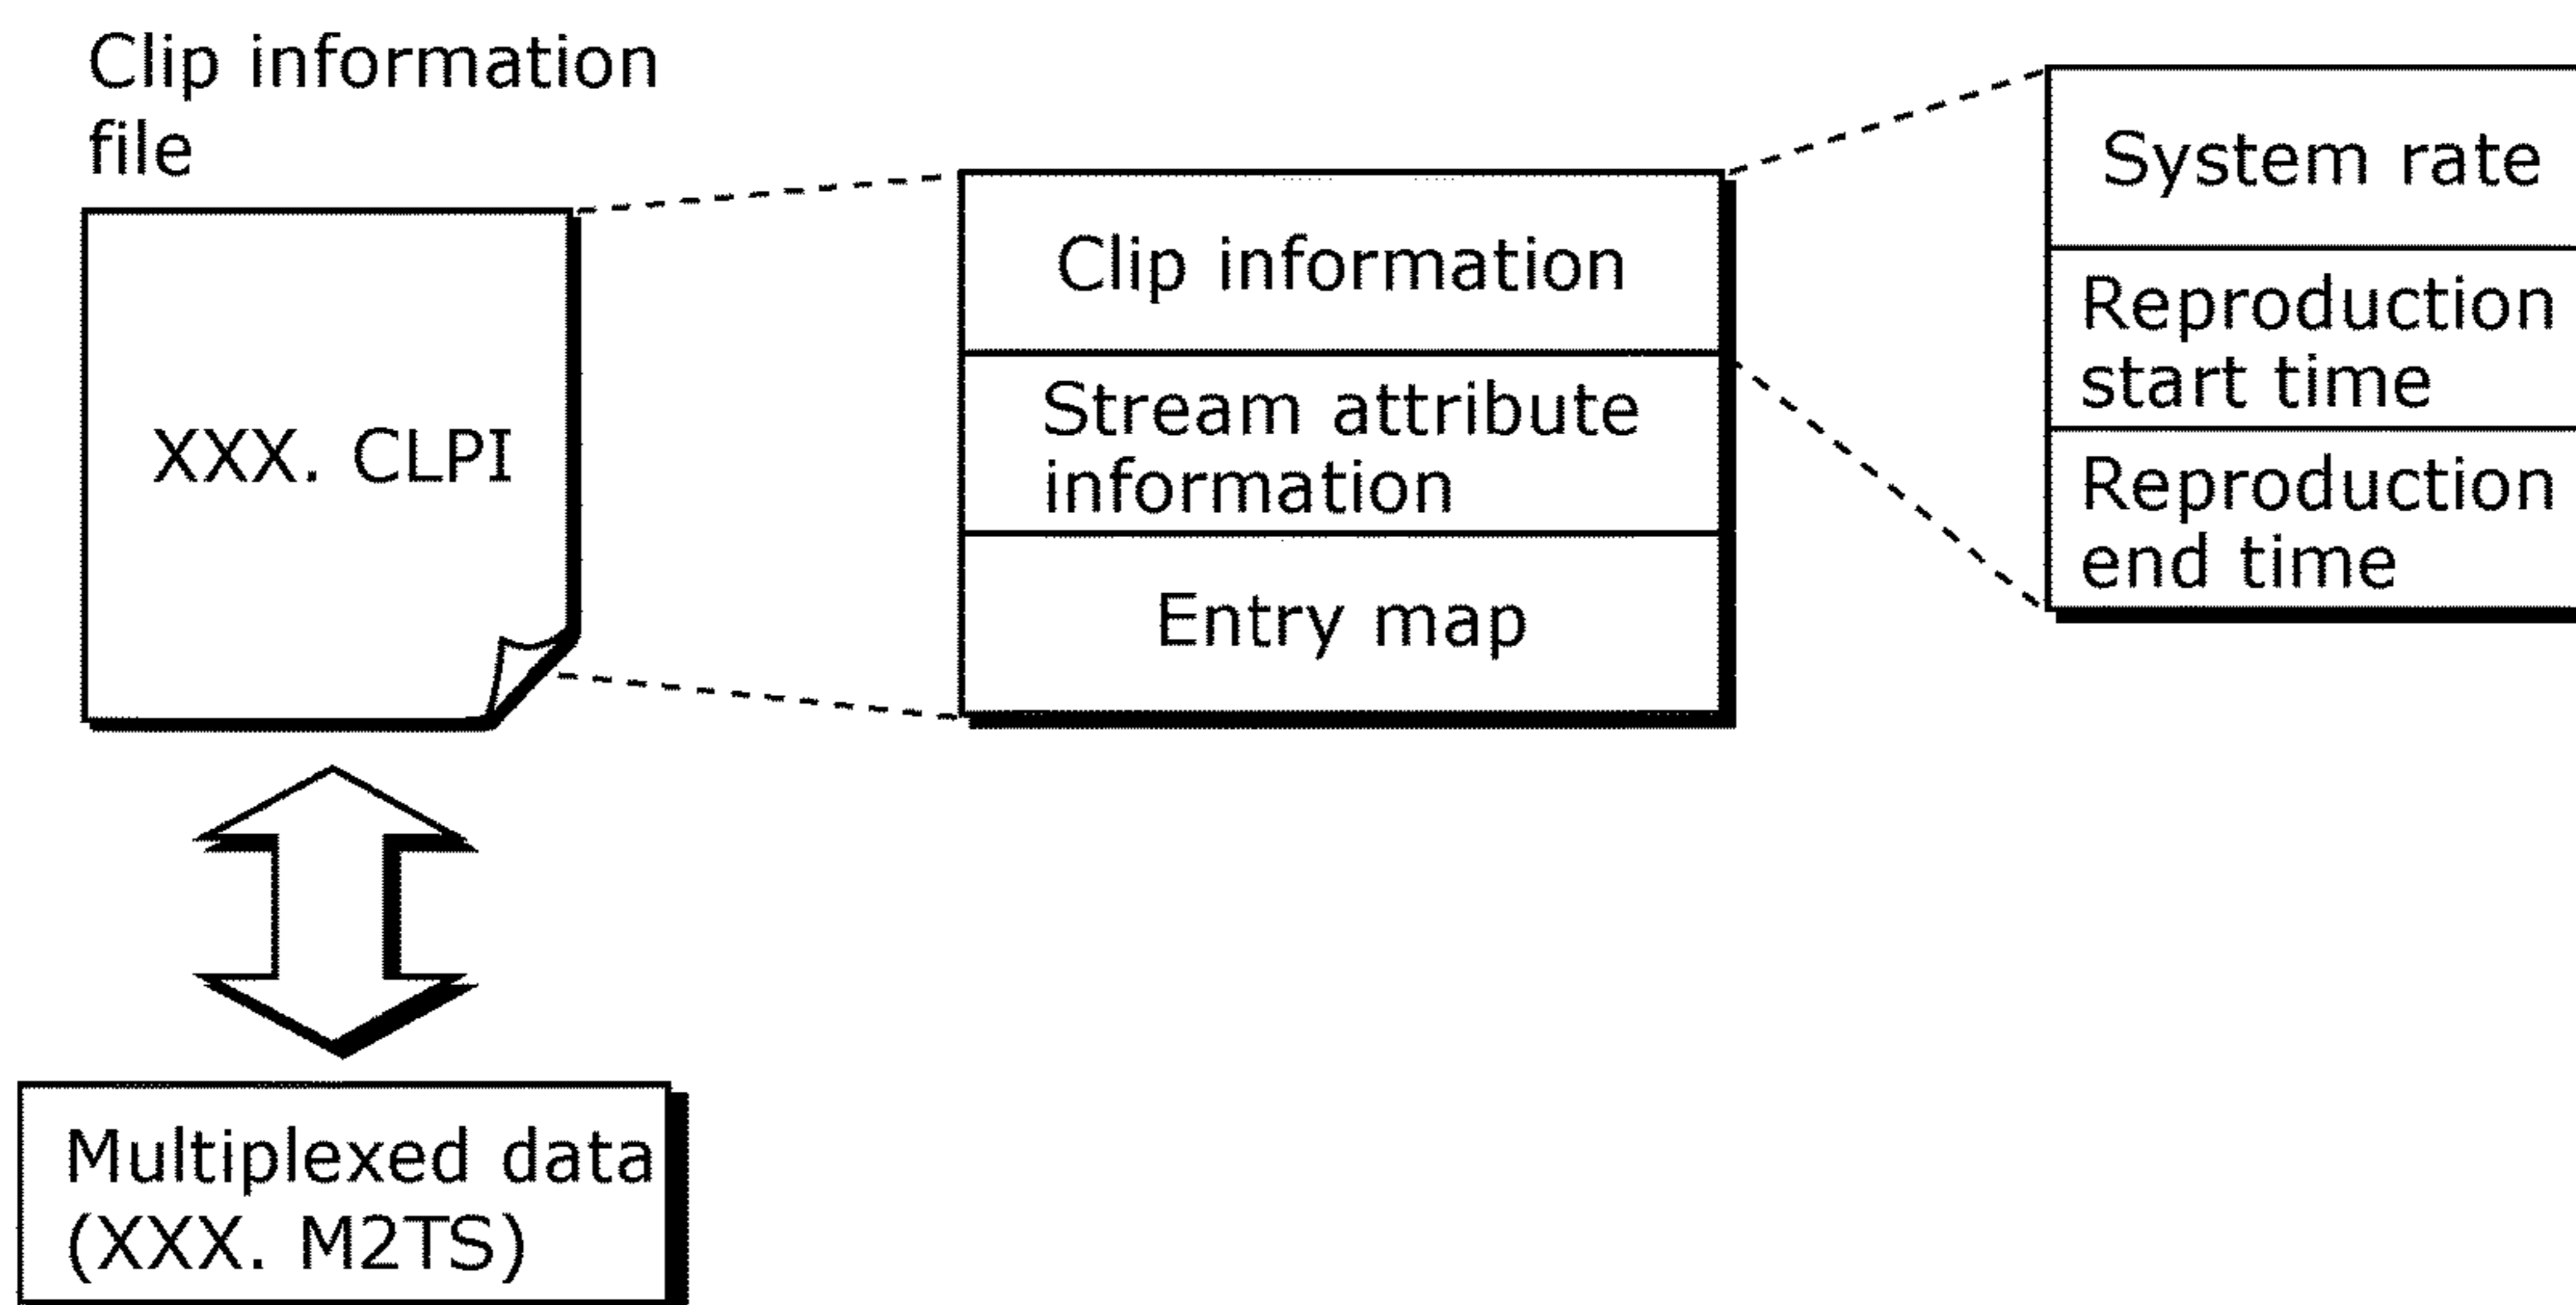 Clip information
file
XXX. CLPI
Clip information
Stream attribute
information
Entry map
System rate
Reproduction
start time
Reproduction
end time
Multiplexed data
(XXX. M2TS)